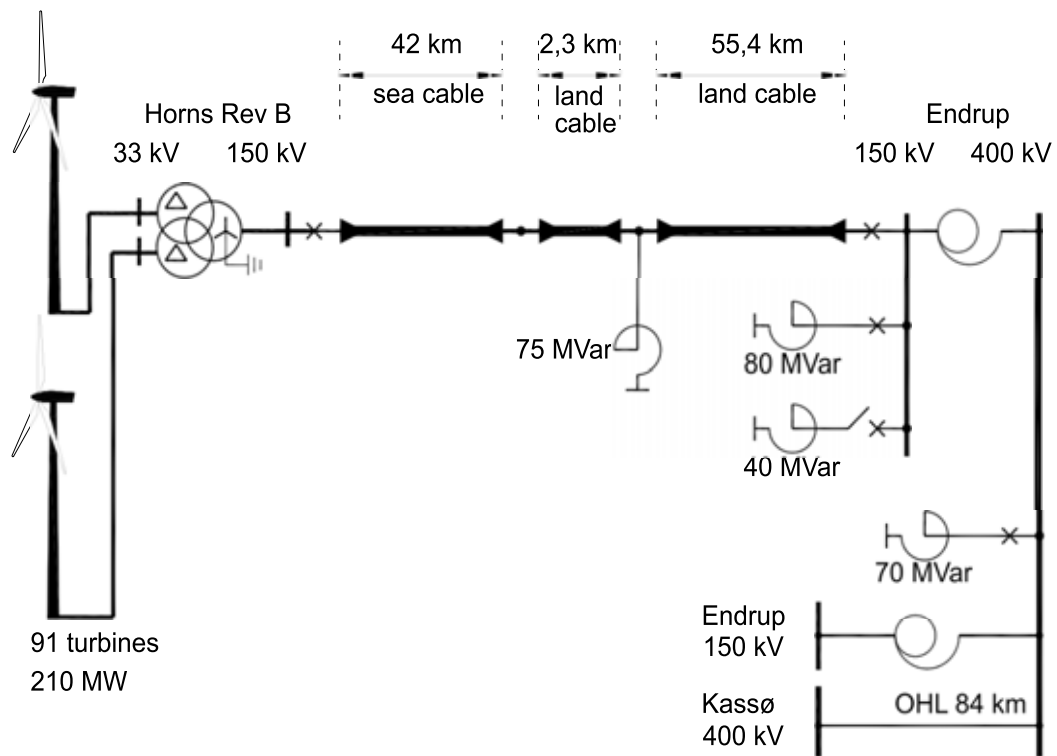 42 km
2,3 km
55,4 km
sea cable
land
cable
land cable
Horns Rev B
Endrup
33 kV
150 kV
150 kV
400 kV
75 MVar
80 MVar
40 MVar
70 MVar
Endrup
150 kV
91 turbines
210 MW
Kassø
400 kV
OHL 84 km